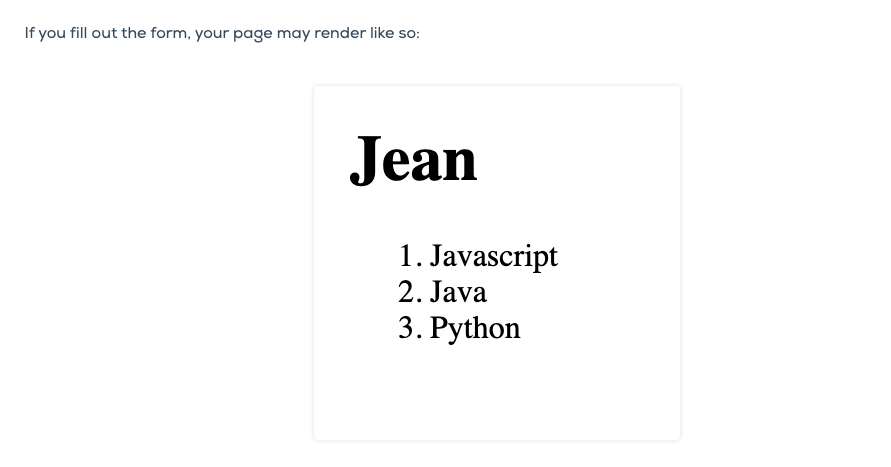 If you fill out the form, your page may render like so:
Jean
1. Javascript
2. Java
3. Python